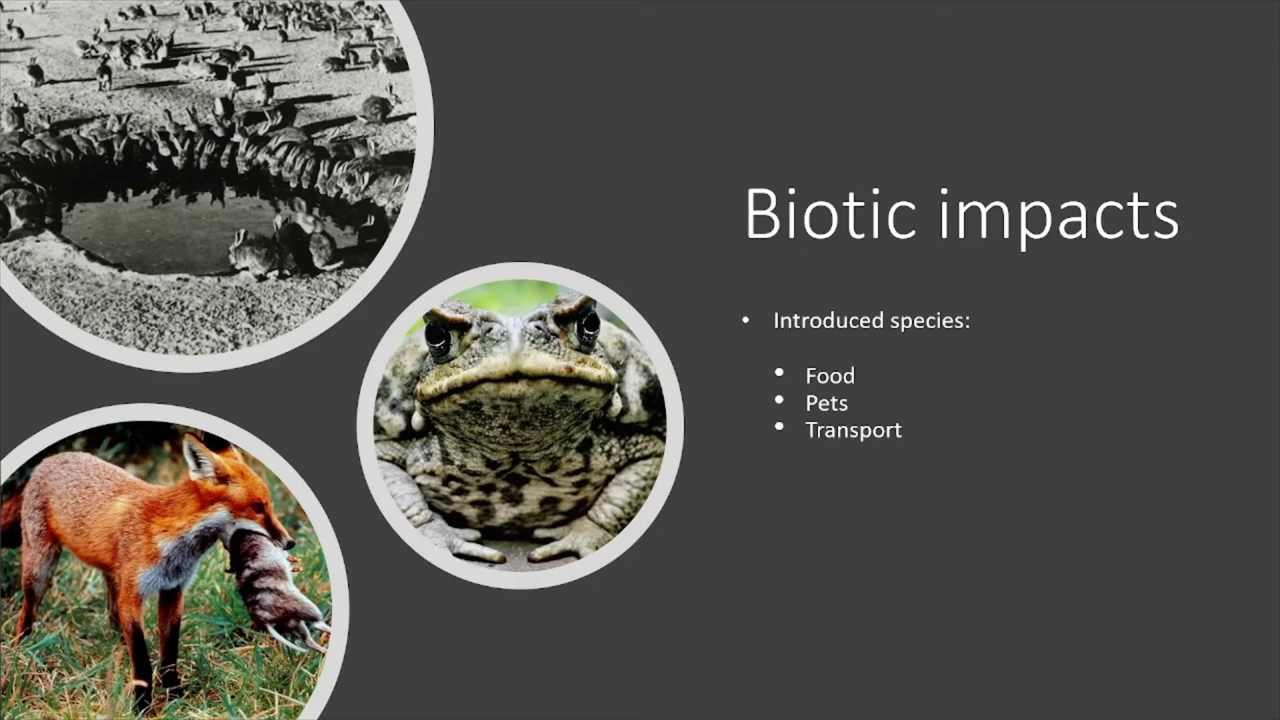 Biotic impacts
• Introduced species:
• Food
• Pets
• Transport